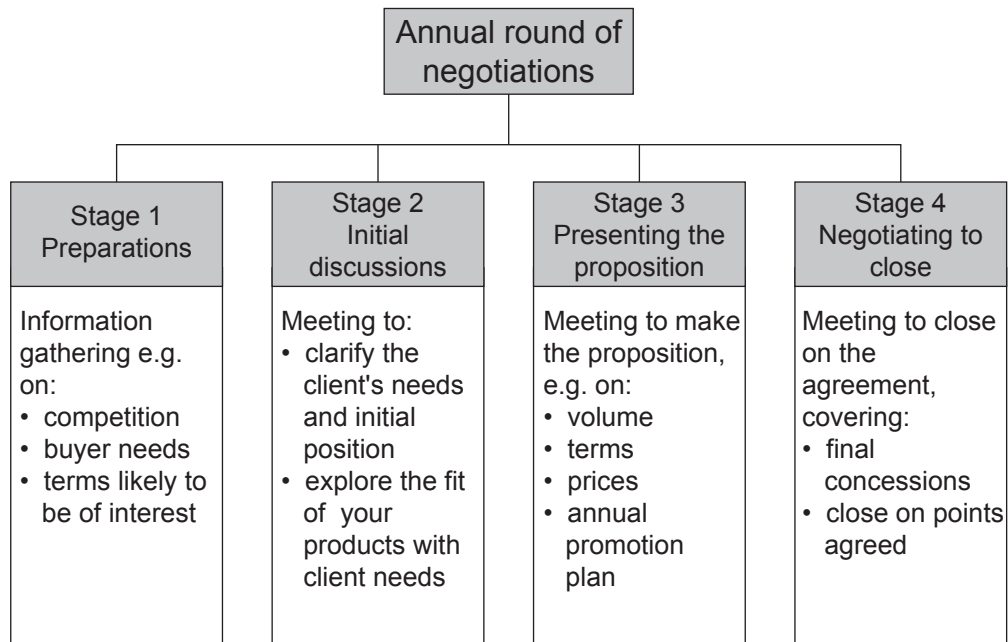 Annual round of
negotiations
Stage 1
Preparations
Information
gathering e.g.
on:
• competition
• buyer needs
• terms likely to
be of interest
Stage 2
Initial
discussions
Meeting to:
• clarify the
client's needs
and initial
position
• explore the fit
of your
products with
client needs
Stage 3
Presenting the
proposition
Meeting to make
the proposition,
e.g. on:
• volume
• terms
• prices
• annual
promotion
plan
Stage 4
Negotiating to
close
Meeting to close
on the
agreement,
covering:
• final
concessions
• close on points
agreed